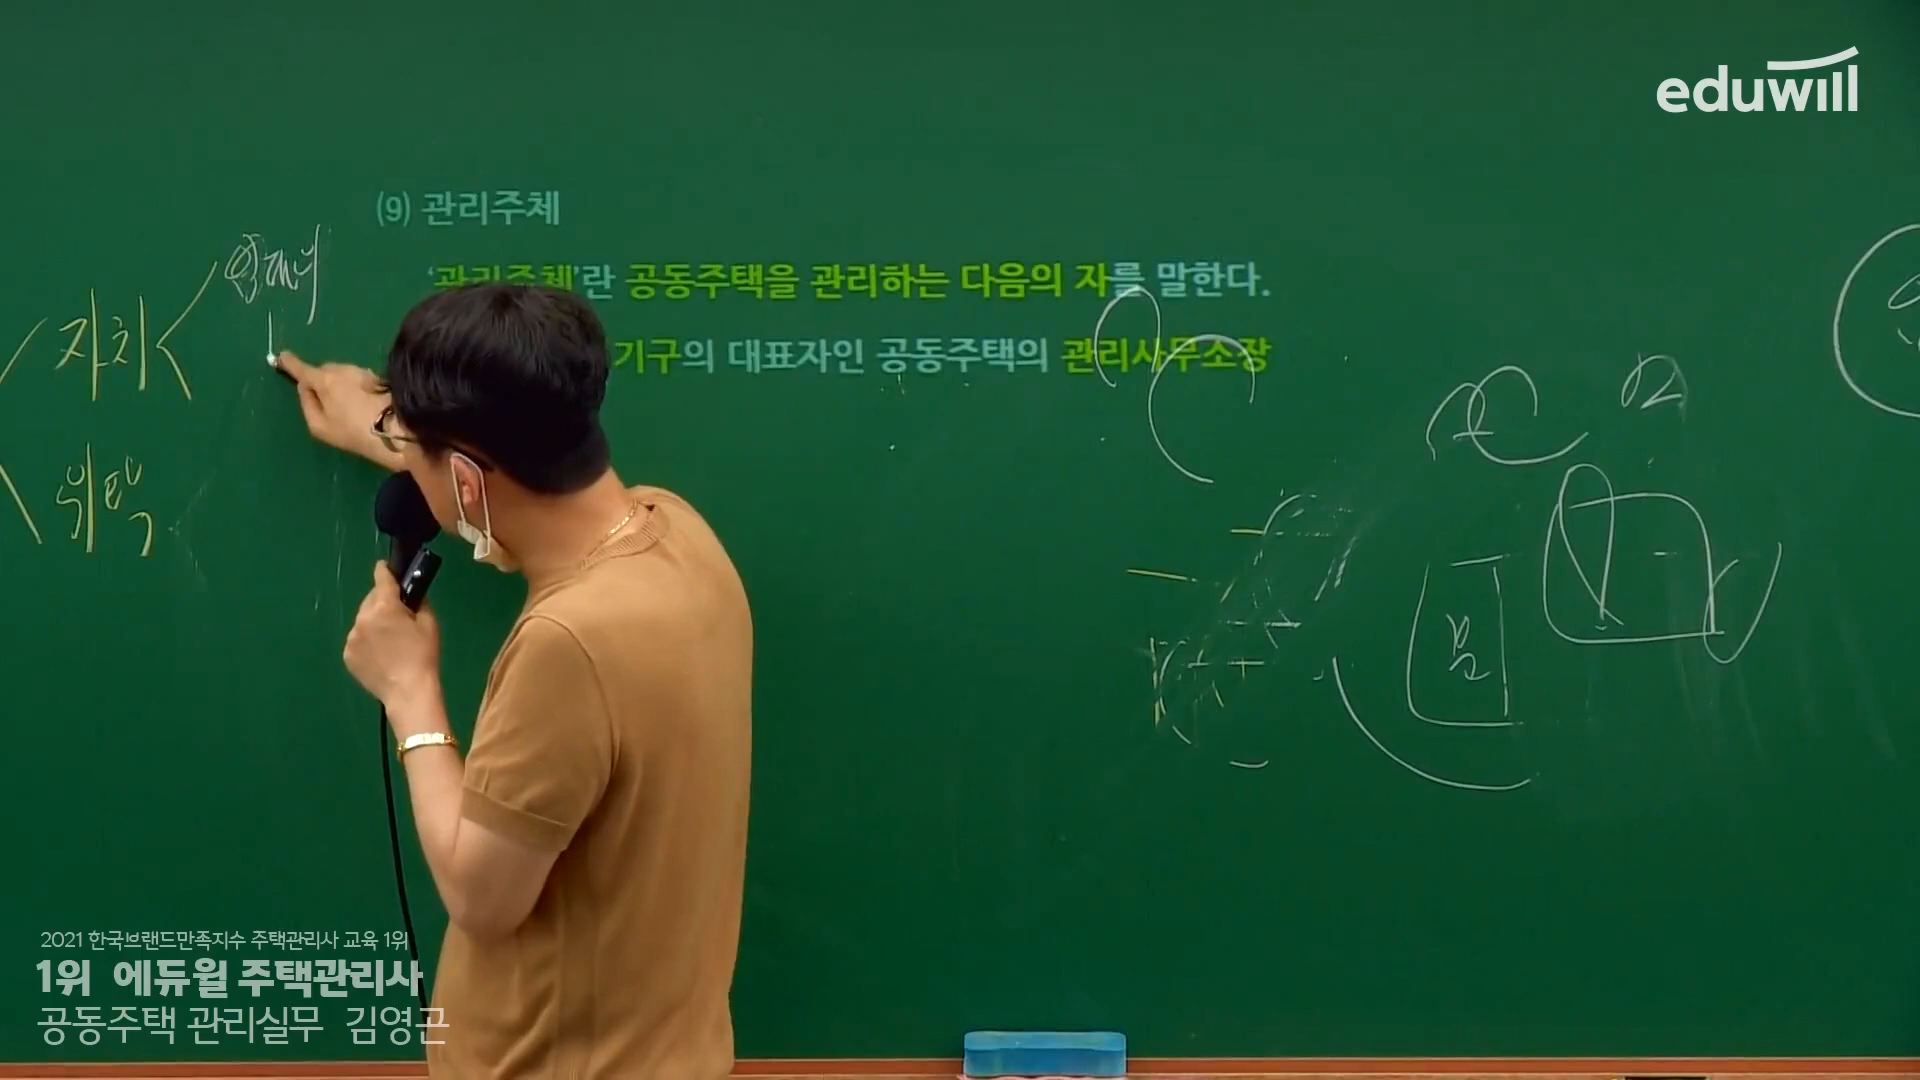 eduwill
(9) 관리주체
‘관리주체’란 공동주택을 관리하는 다음의 자를 말한다.
기구의 대표자인 공동주택의 관리사무소장
자치
위탁
2021 한국브랜드만족지수 주택관리사 교육 1위
1위 에듀윌 주택관리사
공동주택 관리실무 김영곤